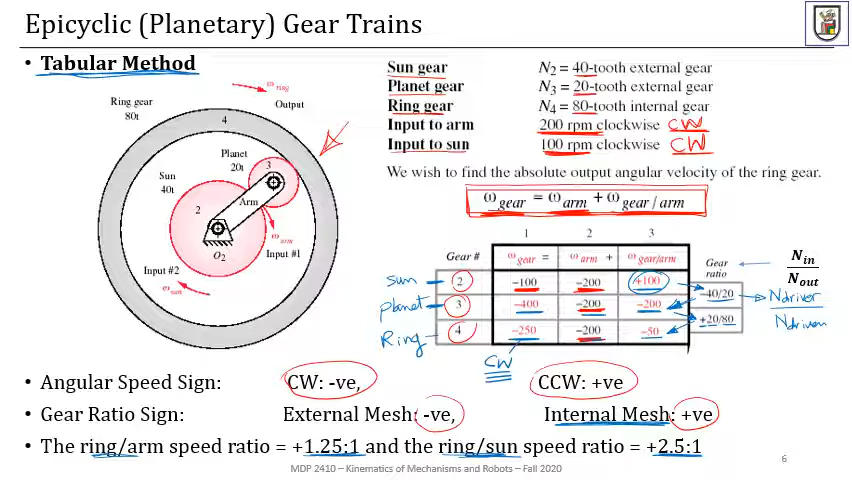 Epicyclic (Planetary) Gear Trains
• Tabular Method
ω ring
Ring gear
80t
Output
4
Planet
20t
3
Sun
40t
2
Arm
ω arm
O2
Input #1
Input #2
ω sun
Sun gear N2 = 40-tooth external gear
Planet gear N3 = 20-tooth external gear
Ring gear N4 = 80-tooth internal gear
Input to arm 200 rpm clockwise CW
Input to sun 100 rpm clockwise CW
We wish to find the absolute output angular velocity of the ring gear.
ω gear = ω arm + ω gear / arm
1 2 3
Gear # ω gear = ω arm + ω gear/arm Gear ratio
N in / N out
sun 2 −100 −200 +100
−40/20 N driver / N driven
planet 3 −400 −200 −200
+20/80
Ring 4 −250 −200 −50
CW
• Angular Speed Sign: CW: -ve, CCW: +ve
• Gear Ratio Sign: External Mesh: -ve, Internal Mesh: +ve
• The ring/arm speed ratio = +1.25:1 and the ring/sun speed ratio = +2.5:1
MDP 2410 – Kinematics of Mechanisms and Robots – Fall 2020
6